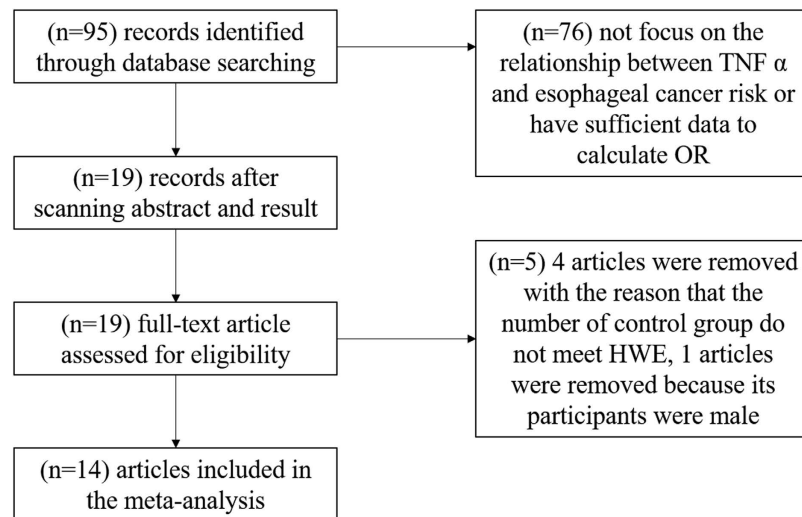 (n=95) records identified
through database searching
(n=76) not focus on the
relationship between TNF α
and esophageal cancer risk or
have sufficient data to
calculate OR
(n=19) records after
scanning abstract and result
(n=19) full-text article
assessed for eligibility
(n=5) 4 articles were removed
with the reason that the
number of control group do
not meet HWE, 1 articles
were removed because its
participants were male
(n=14) articles included in
the meta-analysis